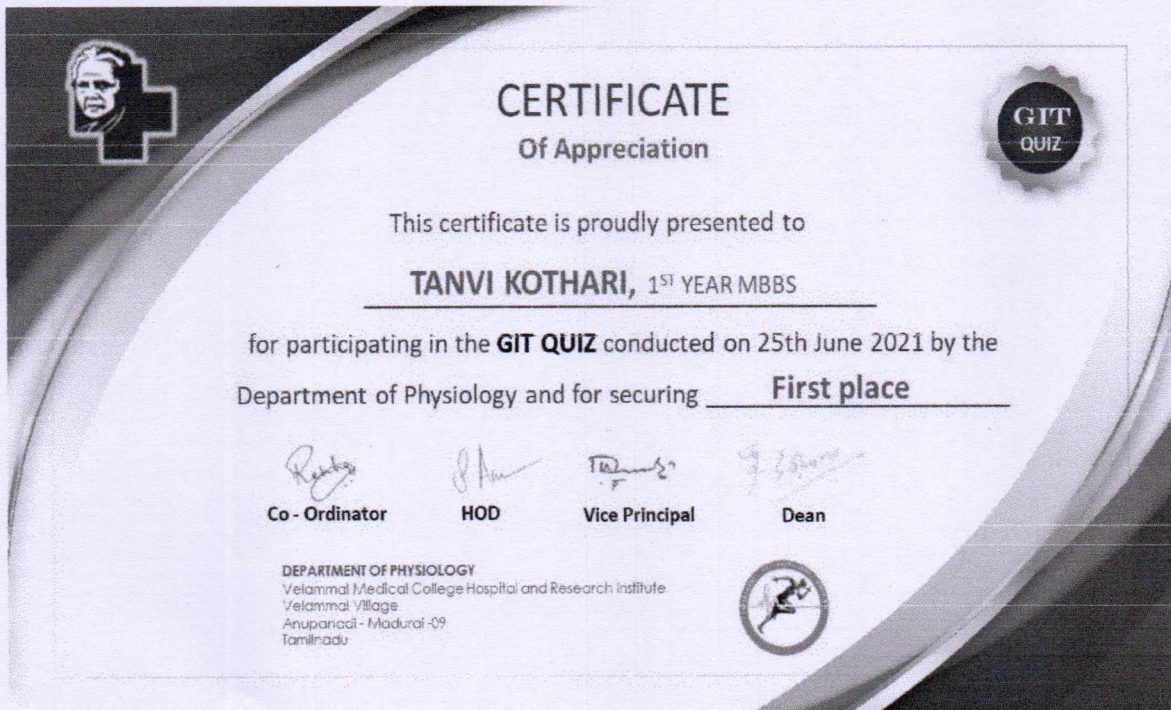 CERTIFICATE
Of Appreciation
GIT
QUIZ
This certificate is proudly presented to
TANVI KOTHARI, 1ST YEAR MBBS
for participating in the GIT QUIZ conducted on 25th June 2021 by the
Department of Physiology and for securing First place
Co - Ordinator HOD Vice Principal Dean
DEPARTMENT OF PHYSIOLOGY
Velammal Medical College Hospital and Research Institute
Velammal Village
Anupanadi - Madurai -09
Tamilnadu